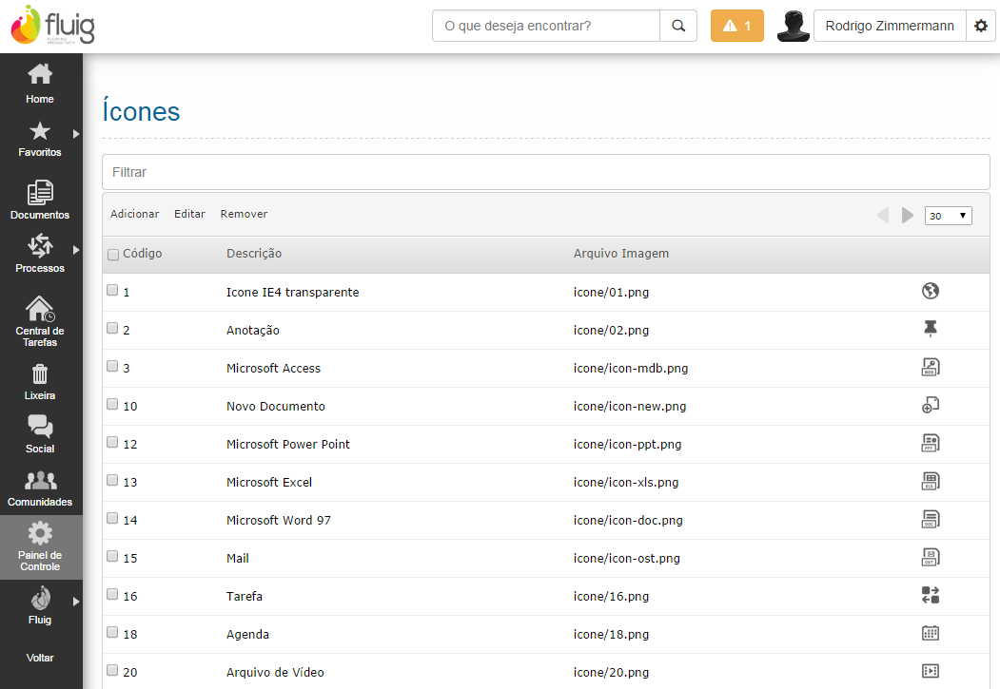 fluig
O que deseja encontrar?
1
Rodrigo Zimmermann
Home
Favoritos
Documentos
Processos
Central de
Tarefas
Lixeira
Social
Comunidades
Painel de
Controle
Fluig
Voltar
Ícones
Filtrar
Adicionar Editar Remover 30
Código Descrição Arquivo Imagem
1 Icone IE4 transparente icone/01.png
2 Anotação icone/02.png
3 Microsoft Access icone/icon-mdb.png
10 Novo Documento icone/icon-new.png
12 Microsoft Power Point icone/icon-ppt.png PPT
13 Microsoft Excel icone/icon-xls.png XLS
14 Microsoft Word 97 icone/icon-doc.png DOC
15 Mail icone/icon-ost.png OST
16 Tarefa icone/16.png
18 Agenda icone/18.png
20 Arquivo de Vídeo icone/20.png